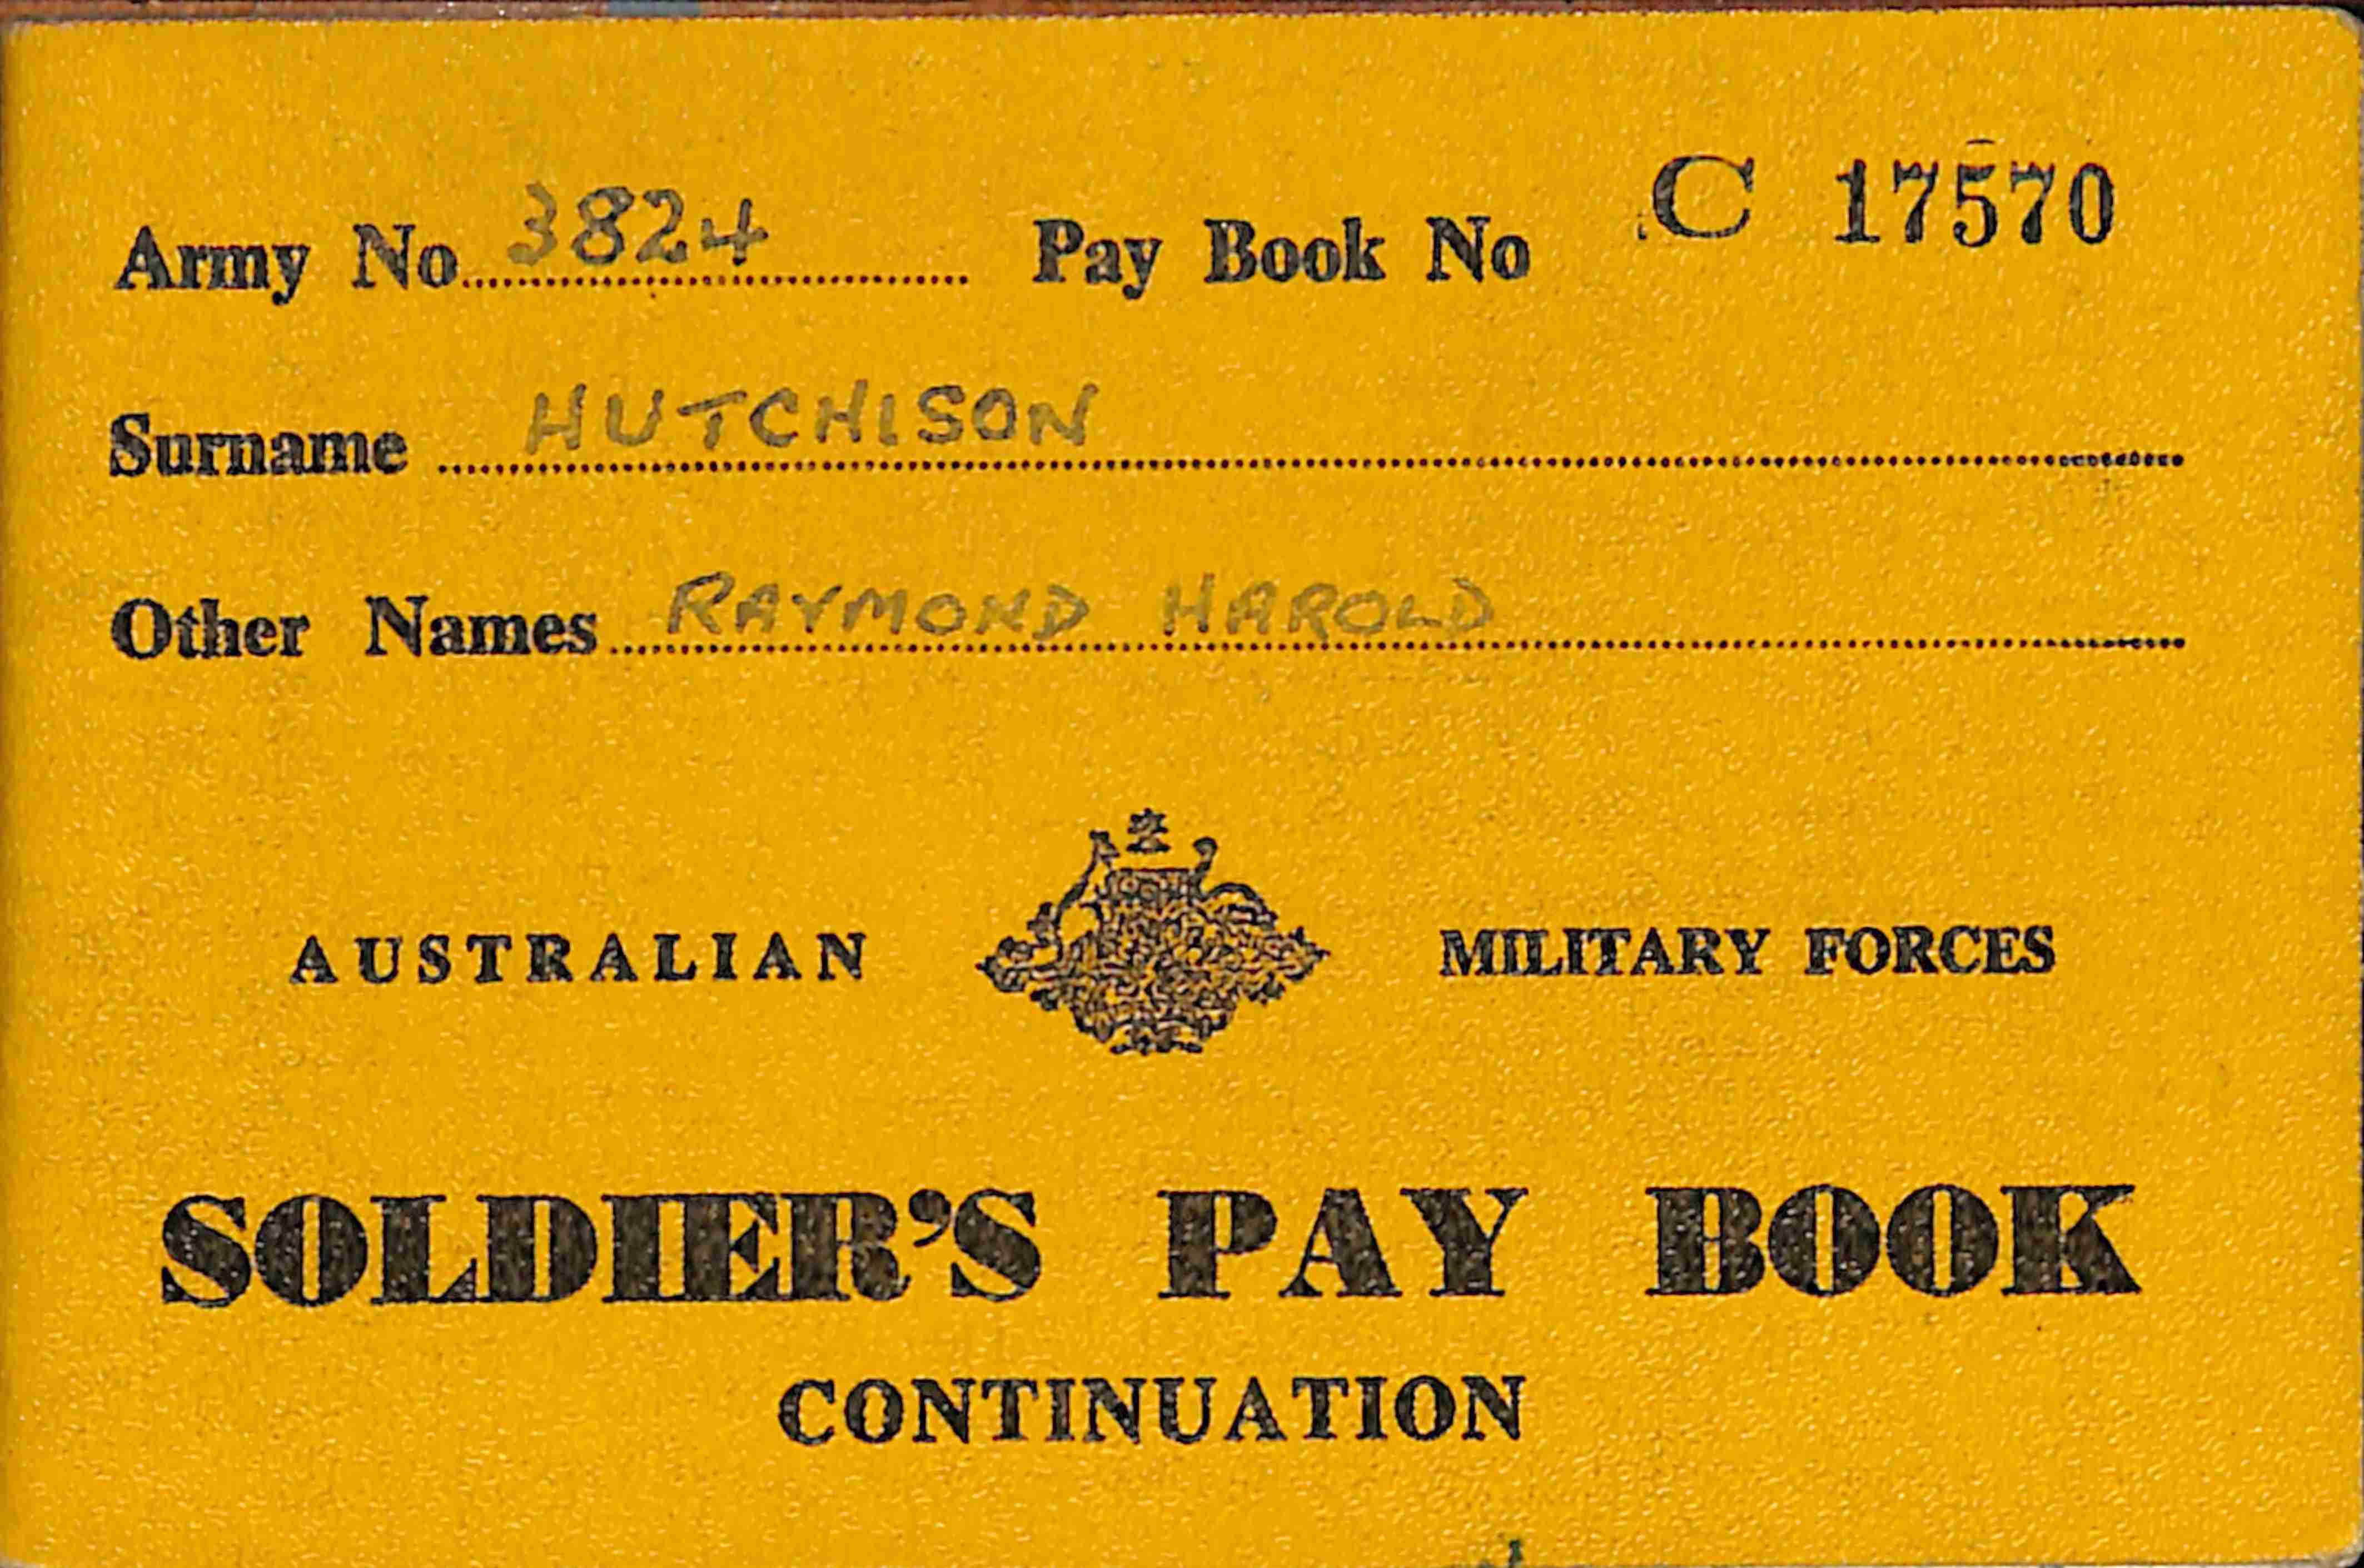 Army No 3824 Pay Book No C 17570
Surname HUTCHISON
Other Names RAYMOND HAROLD
AUSTRALIAN MILITARY FORCES
SOLDIER'S PAY BOOK
CONTINUATION